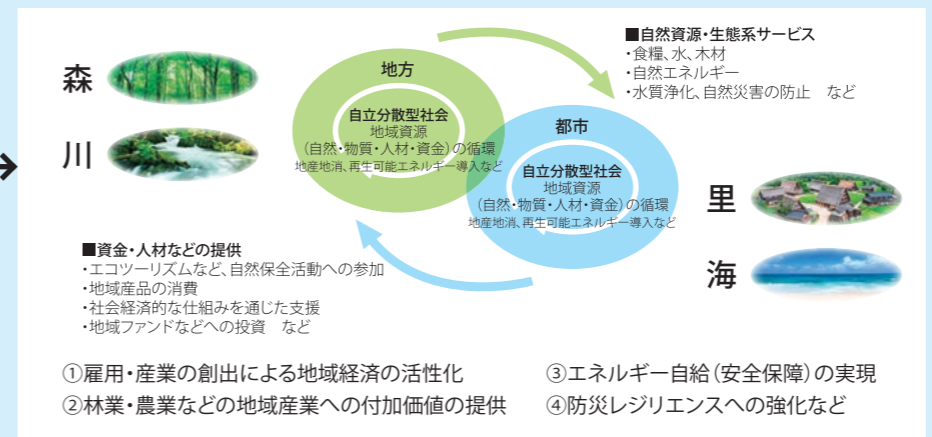 森
川
地方
自立分散型社会
地域資源
(自然・物質・人材・資金)の循環
地産地消、再生可能エネルギー導入など
■自然資源・生態系サービス
・食糧、水、木材
・自然エネルギー
・水質浄化、自然災害の防止　など
都市
自立分散型社会
地域資源
(自然・物質・人材・資金)の循環
地産地消、再生可能エネルギー導入など
里
海
■資金・人材などの提供
・エコツーリズムなど、自然保全活動への参加
・地域産品の消費
・社会経済的な仕組みを通じた支援
・地域ファンドなどへの投資　など
①雇用・産業の創出による地域経済の活性化
②林業・農業などの地域産業への付加価値の提供
③エネルギー自給(安全保障)の実現
④防災レジリエンスへの強化など